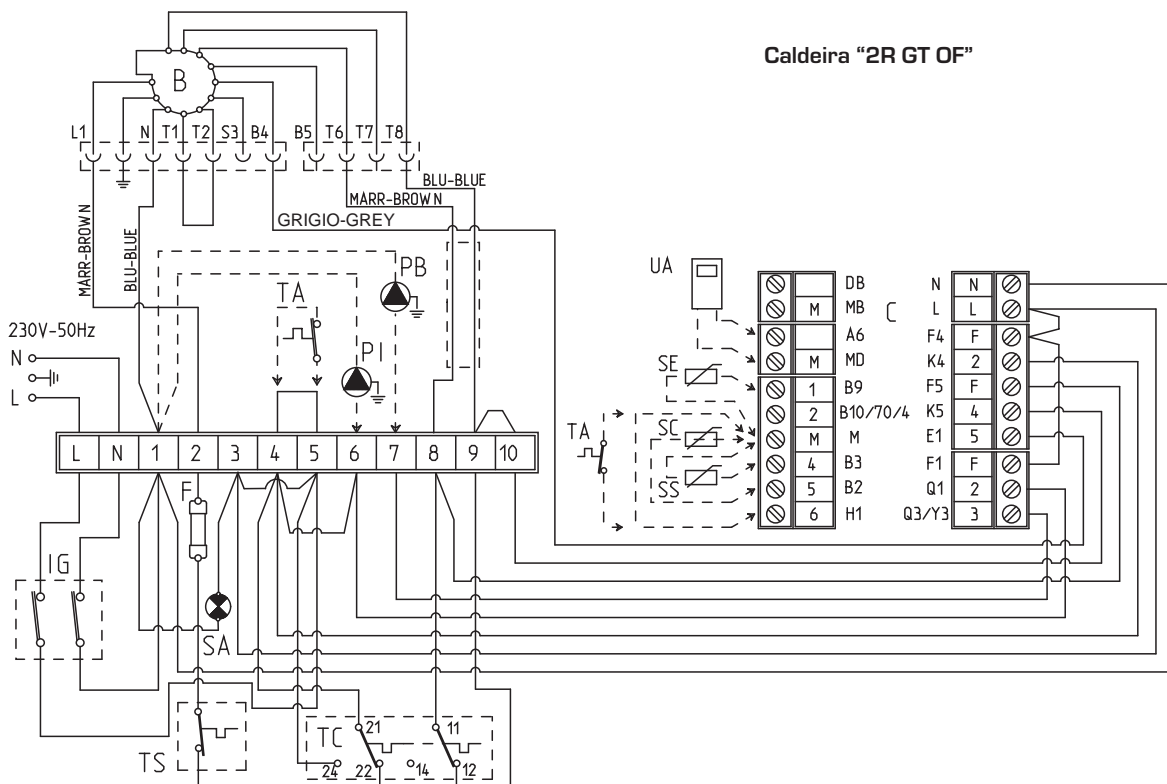 Caldeira “2R GT OF”
B
L1 N T1 T2 S3 B4 B5 T6 T7 T8
BLU-BLUE
MARR-BROWN
GRIGIO-GREY
MARR-BROWN
BLU-BLUE
230V-50Hz
N
L
TA
PB
PI
L N 1 2 3 4 5 6 7 8 9 10
F
IG
SA
TS
TC
21
11
24
22
14
12
UA
SE
SC
SS
TA
C
DB
M MB
A6
M MD
1 B9
2 B10/70/4
M M
4 B3
5 B2
6 H1
N N
L L
F4 F
K4 2
F5 F
K5 4
E1 5
F1 F
Q1 2
Q3/Y3 3